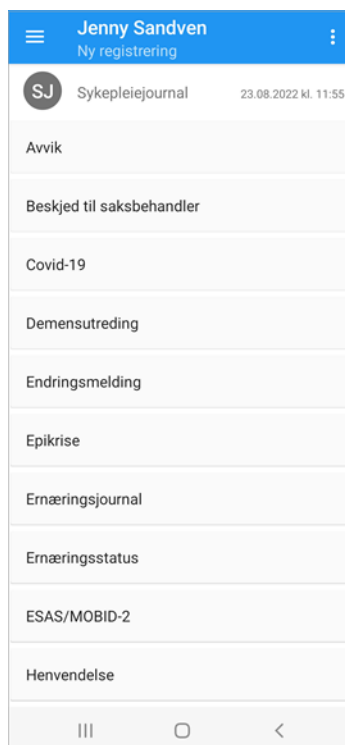 Jenny Sandven
Ny registrering
SJ Sykepleiejournal 23.08.2022 kl. 11:55
Avvik
Beskjed til saksbehandler
Covid-19
Demensutreding
Endringsmelding
Epikrise
Ernæringsjournal
Ernæringsstatus
ESAS/MOBID-2
Henvendelse